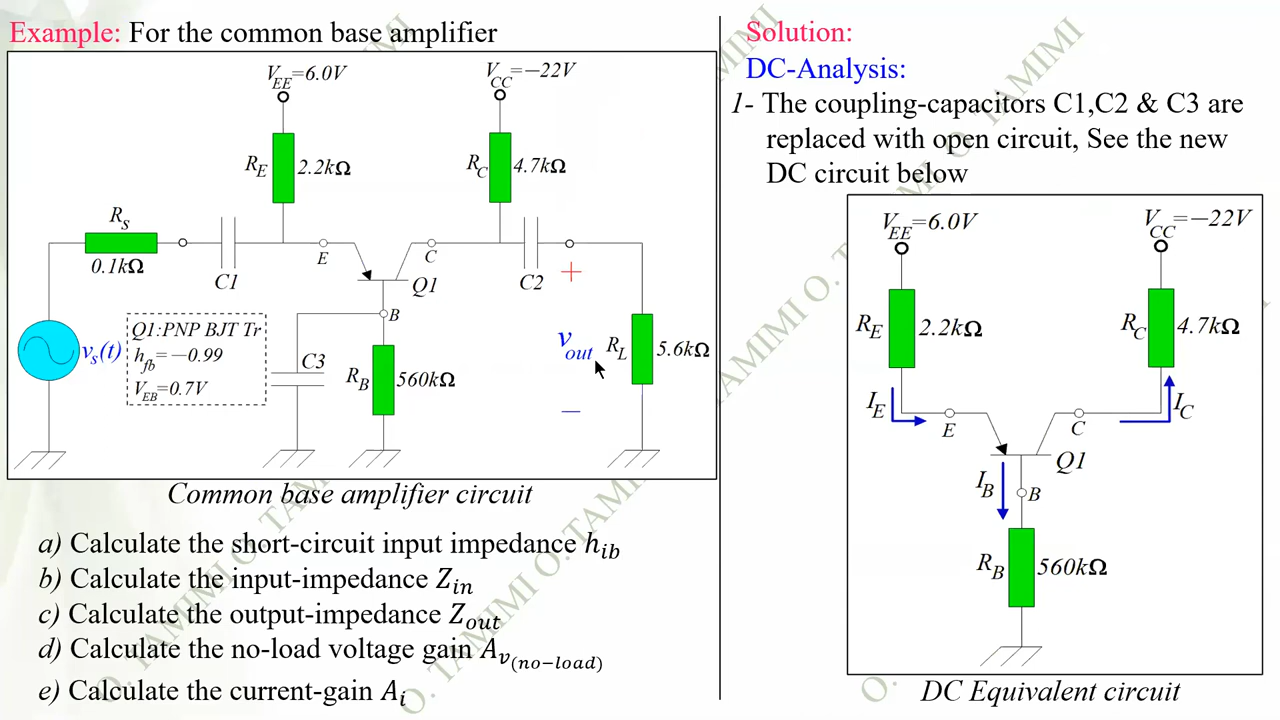 Example: For the common base amplifier
V_EE=6.0V
V_CC=−22V
R_E 2.2kΩ
R_C 4.7kΩ
R_s
0.1kΩ
C1
E
C
C2
Q1
+
B
Q1:PNP BJT Tr
h_fb=−0.99
V_EB=0.7V
v_s(t)
C3
R_B 560kΩ
v_out
R_L 5.6kΩ
−
Common base amplifier circuit
a) Calculate the short-circuit input impedance h_ib
b) Calculate the input-impedance Z_in
c) Calculate the output-impedance Z_out
d) Calculate the no-load voltage gain A_v(no−load)
e) Calculate the current-gain A_i
Solution:
DC-Analysis:
1- The coupling-capacitors C1,C2 & C3 are
replaced with open circuit, See the new
DC circuit below
V_EE=6.0V
V_CC=−22V
R_E 2.2kΩ
R_C 4.7kΩ
I_E
I_C
E
C
Q1
I_B
B
R_B 560kΩ
DC Equivalent circuit
O. TAMIMI O. TAMIMI O. TAMIMI